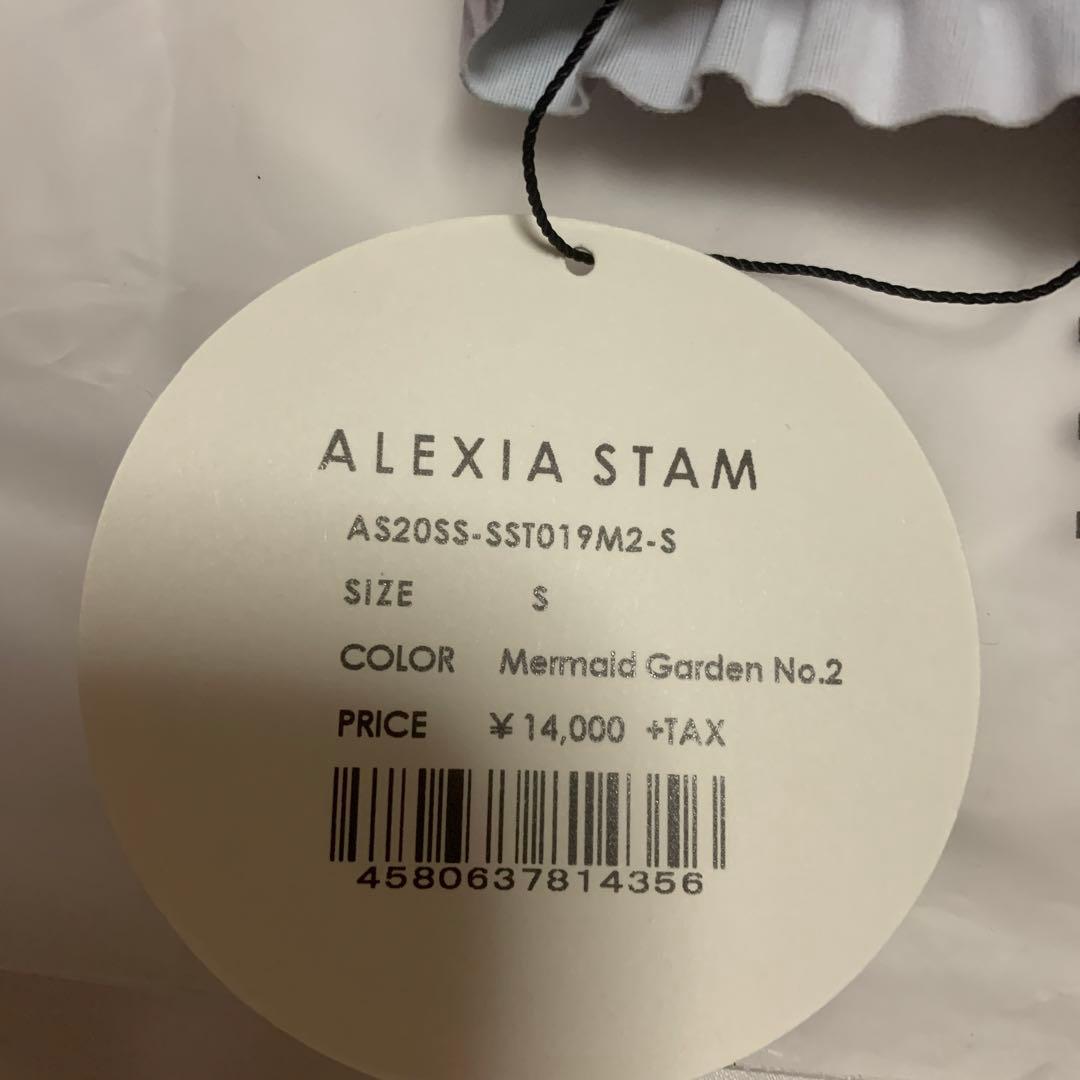 ALEXIA STAM
AS20SS-SST019M2-S
SIZE S
COLOR Mermaid Garden No.2
PRICE ¥14,000 +TAX
4580637814356